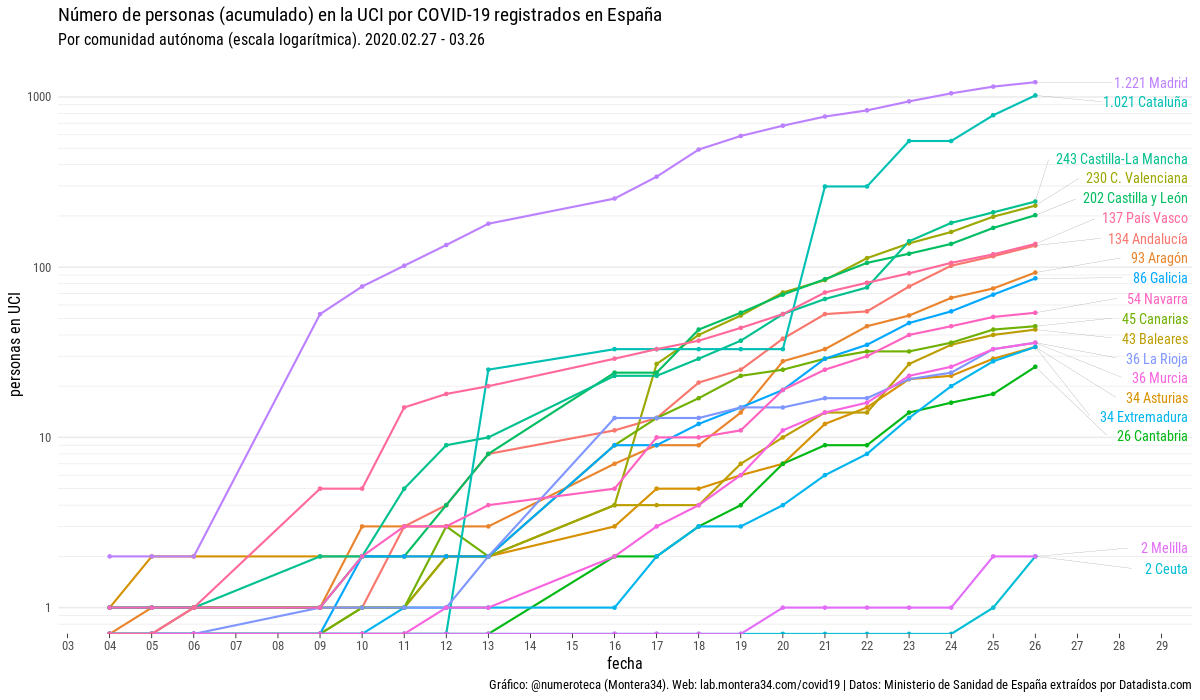 Número de personas (acumulado) en la UCI por COVID-19 registrados en España
Por comunidad autónoma (escala logarítmica). 2020.02.27 - 03.26
1.221 Madrid
1000
1.021 Cataluña
243 Castilla-La Mancha
230 C. Valenciana
202 Castilla y León
137 País Vasco
134 Andalucía
93 Aragón
100
86 Galicia
54 Navarra
45 Canarias
43 Baleares
36 La Rioja
36 Murcia
34 Asturias
34 Extremadura
26 Cantabria
10
2 Melilla
2 Ceuta
1
personas en UCI
03 04 05 06 07 08 09 10 11 12 13 14 15 16 17 18 19 20 21 22 23 24 25 26 27 28 29
fecha
Gráfico: @numeroteca (Montera34). Web: lab.montera34.com/covid19 | Datos: Ministerio de Sanidad de España extraídos por Datadista.com